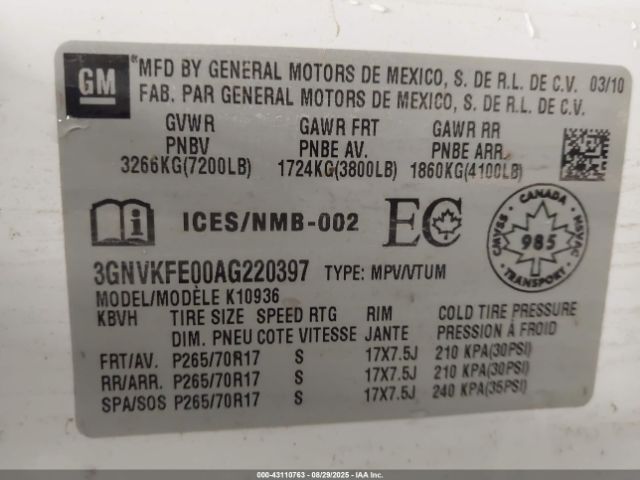 GM
MFD BY GENERAL MOTORS DE MEXICO, S. DE R.L. DE C.V. 03/10
FAB. PAR GENERAL MOTORS DE MEXICO, S. DE R.L. DE C.V.
GVWR GAWR FRT GAWR RR
PNBV PNBE AV. PNBE ARR.
3266KG(7200LB) 1724KG(3800LB) 1860KG(4100LB)
ICES/NMB-002 EC
CANADA
CMVSS 985 NSVAC
TRANSPORT
3GNVKFE00AG220397 TYPE: MPV/VTUM
MODEL/MODÈLE K10936
KBVH TIRE SIZE SPEED RTG RIM COLD TIRE PRESSURE
DIM. PNEU COTE VITESSE JANTE PRESSION À FROID
FRT/AV. P265/70R17 S 17X7.5J 210 KPA(30PSI)
RR/ARR. P265/70R17 S 17X7.5J 210 KPA(30PSI)
SPA/SOS P265/70R17 S 17X7.5J 240 KPA(35PSI)
000-43110763 - 08/29/2025 - IAA Inc.